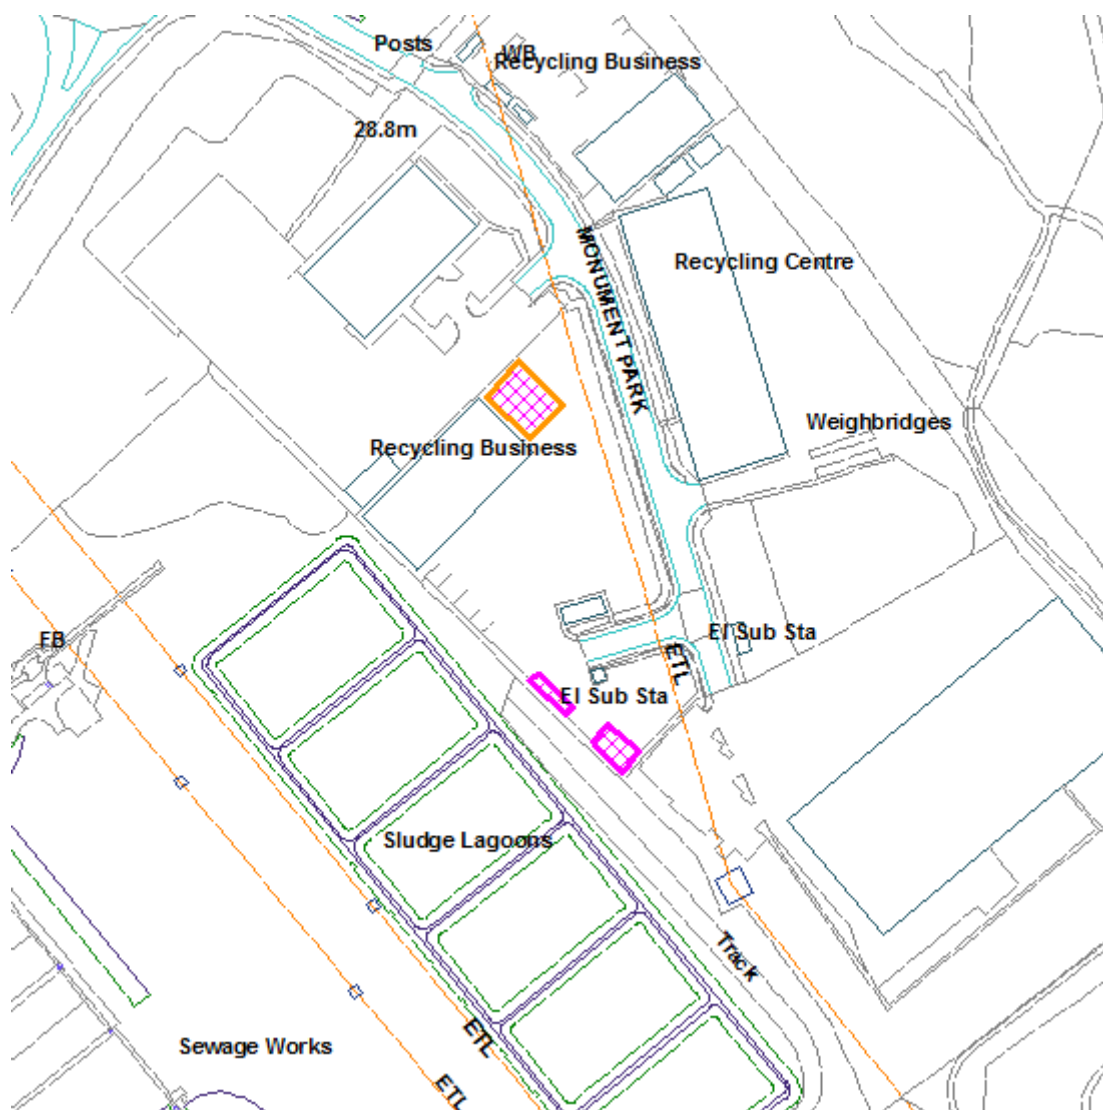 Posts
WB
Recycling Business
28.8m
MONUMENT PARK
Recycling Centre
Weighbridges
Recycling Business
FB
El Sub Sta
ETL
El Sub Sta
Sludge Lagoons
Track
Sewage Works
ETL
ETL